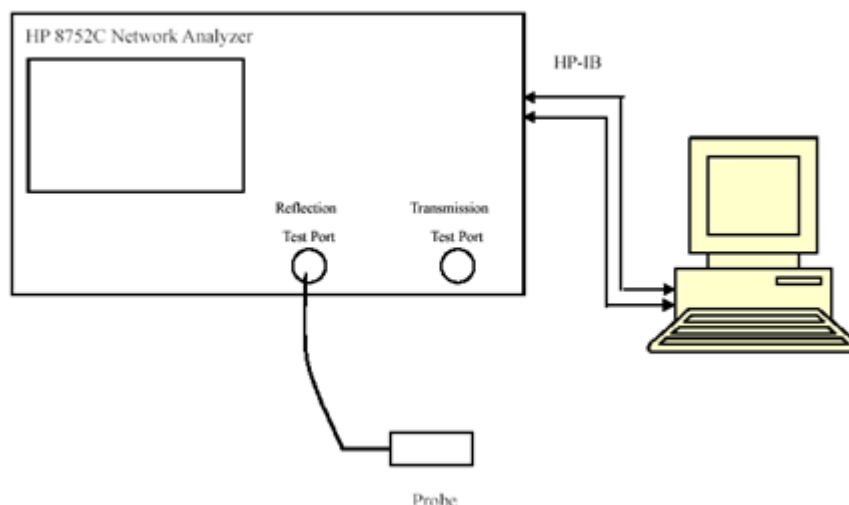 HP 8752C Network Analyzer
HP-IB
Reflection
Test Port
Transmission
Test Port
Probe